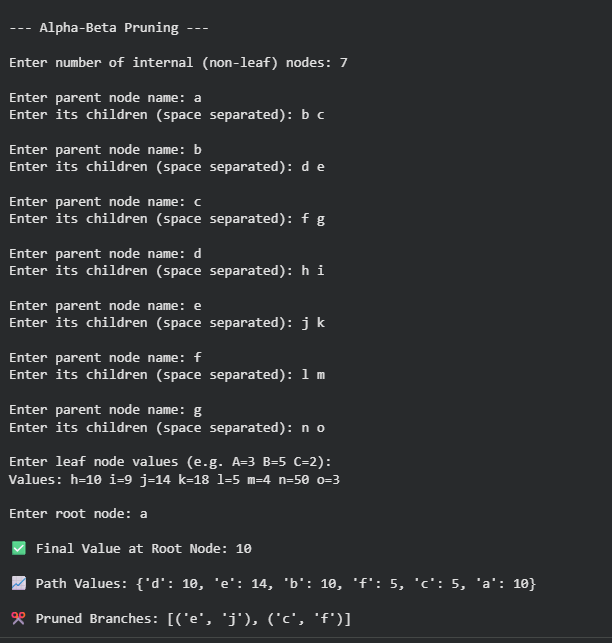 --- Alpha-Beta Pruning ---
Enter number of internal (non-leaf) nodes: 7
Enter parent node name: a
Enter its children (space separated): b c
Enter parent node name: b
Enter its children (space separated): d e
Enter parent node name: c
Enter its children (space separated): f g
Enter parent node name: d
Enter its children (space separated): h i
Enter parent node name: e
Enter its children (space separated): j k
Enter parent node name: f
Enter its children (space separated): l m
Enter parent node name: g
Enter its children (space separated): n o
Enter leaf node values (e.g. A=3 B=5 C=2):
Values: h=10 i=9 j=14 k=18 l=5 m=4 n=50 o=3
Enter root node: a
✅ Final Value at Root Node: 10
📈 Path Values: {'d': 10, 'e': 14, 'b': 10, 'f': 5, 'c': 5, 'a': 10}
✂️ Pruned Branches: [('e', 'j'), ('c', 'f')]